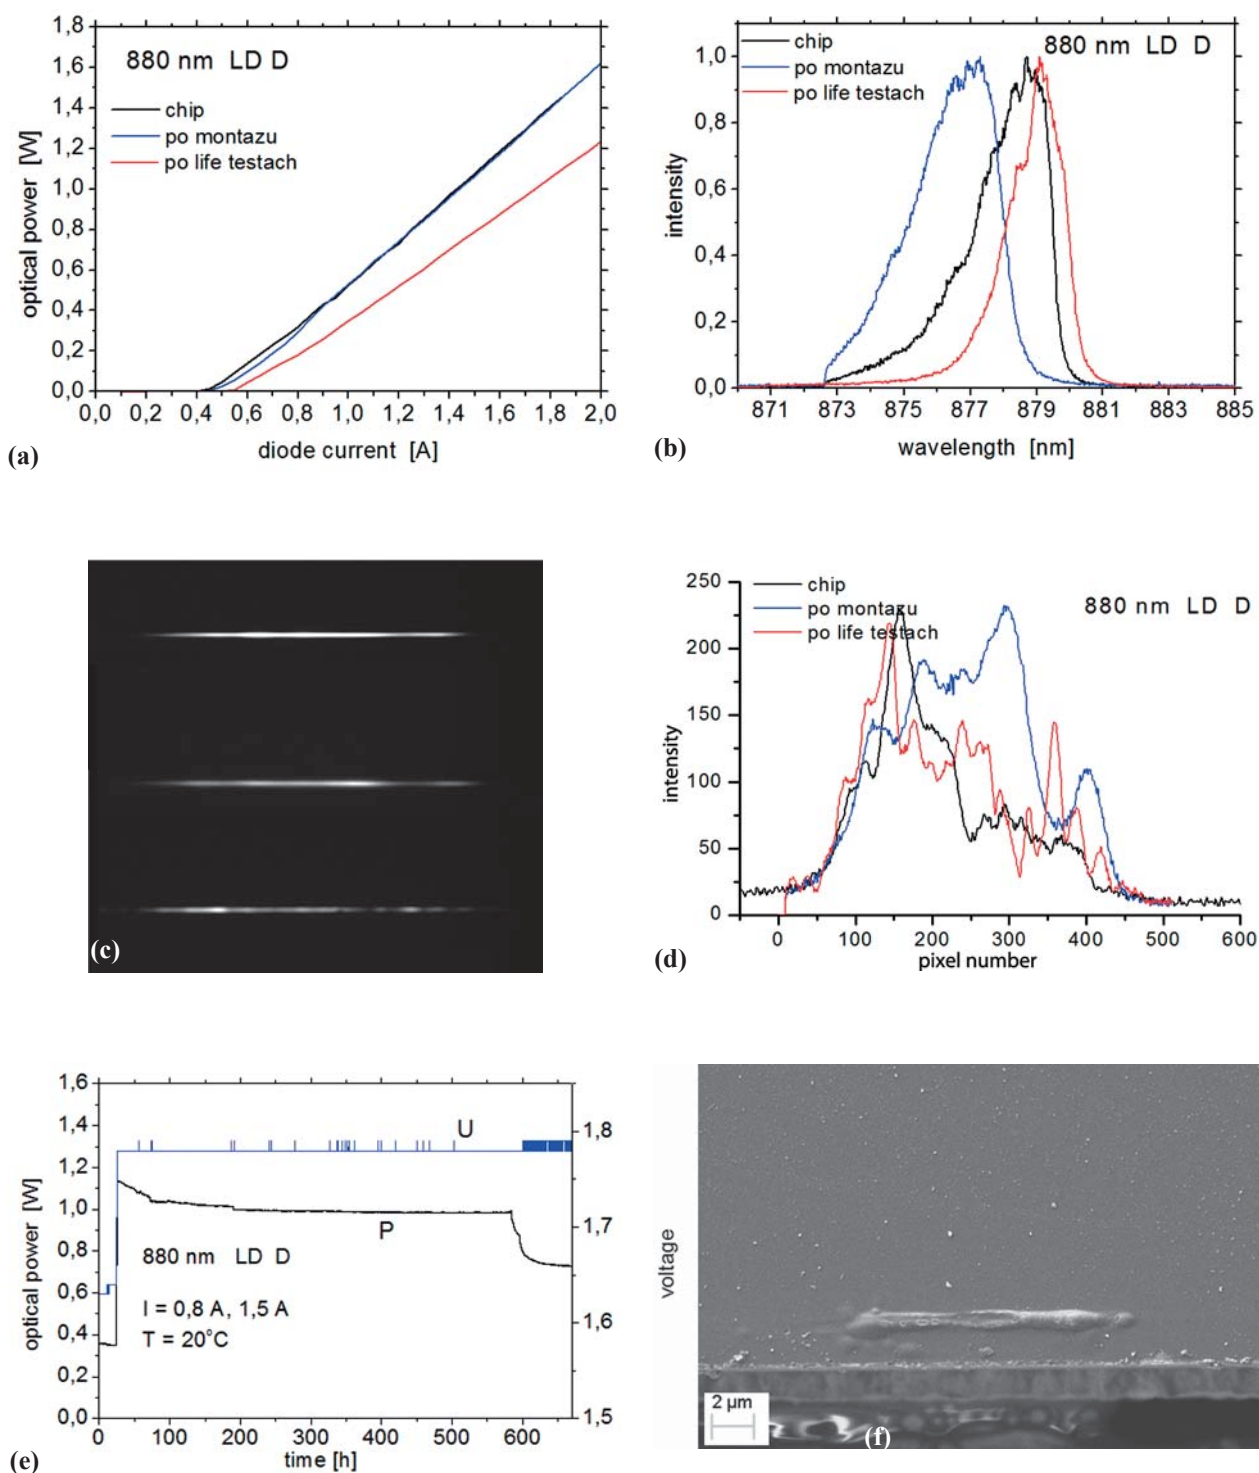 880 nm LD D
chip
po montazu
po life testach
1,8
1,6
1,4
1,2
1,0
0,8
0,6
0,4
0,2
0,0
optical power [W]
0,0 0,2 0,4 0,6 0,8 1,0 1,2 1,4 1,6 1,8 2,0
diode current [A]
(a)
chip
po montazu
po life testach
880 nm LD D
1,0
0,8
0,6
0,4
0,2
0,0
intensity
871 873 875 877 879 881 883 885
wavelength [nm]
(b)
(c)
chip
po montazu
po life testach
880 nm LD D
250
200
150
100
50
0
intensity
0 100 200 300 400 500 600
pixel number
(d)
1,6
1,4
1,2
1,0
0,8
0,6
0,4
0,2
0,0
optical power [W]
U
P
880 nm LD D
I = 0,8 A, 1,5 A
T = 20°C
1,8
1,7
1,6
1,5
voltage
0 100 200 300 400 500 600
time [h]
(e)
2 µm
(f)